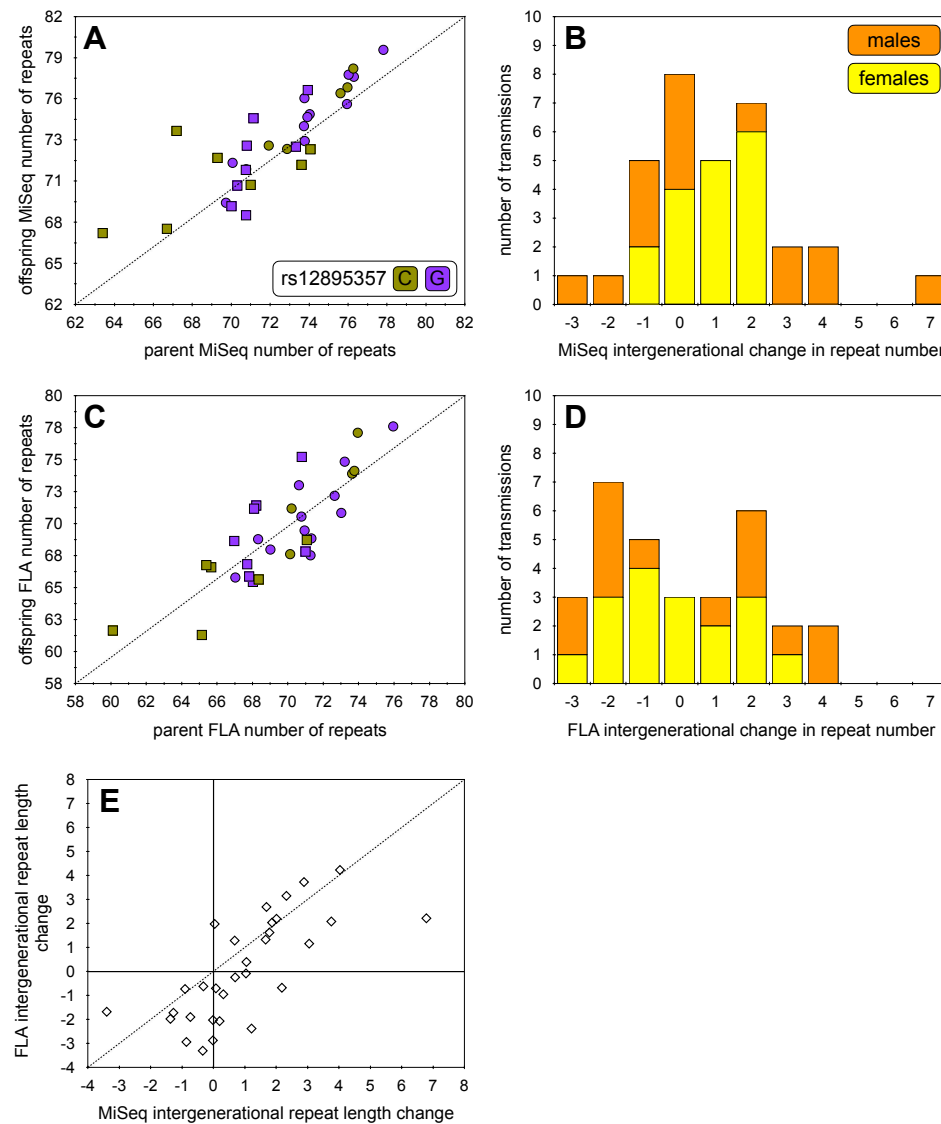 A
offspring MiSeq number of repeats
82
79
76
73
71
68
65
62
62 64 66 68 70 72 74 76 78 80 82
parent MiSeq number of repeats
rs12895357 C G
B
males
females
number of transmissions
10
9
8
7
6
5
4
3
2
1
0
-3 -2 -1 0 1 2 3 4 5 6 7
MiSeq intergenerational change in repeat number
C
offspring FLA number of repeats
80
78
75
73
70
68
65
63
60
58
58 60 62 64 66 68 70 72 74 76 78 80
parent FLA number of repeats
D
number of transmissions
10
9
8
7
6
5
4
3
2
1
0
-3 -2 -1 0 1 2 3 4 5 6 7
FLA intergenerational change in repeat number
E
FLA intergenerational repeat length
change
8
7
6
5
4
3
2
1
0
-1
-2
-3
-4
-4 -3 -2 -1 0 1 2 3 4 5 6 7 8
MiSeq intergenerational repeat length change